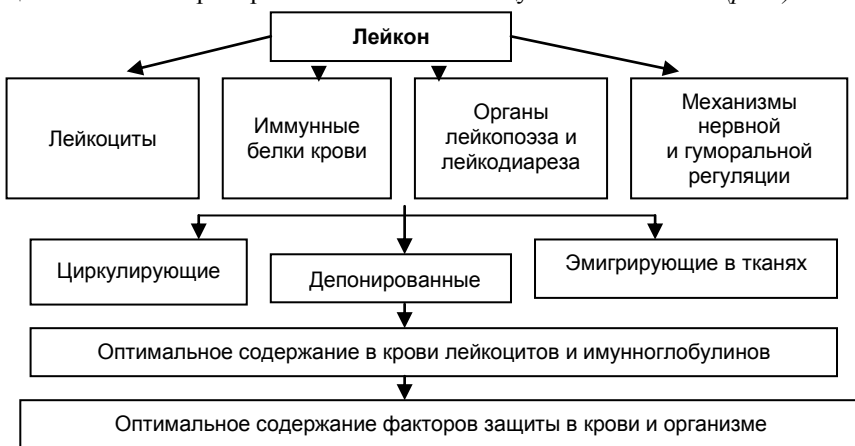 Лейкон
Лейкоциты
Иммунные
белки крови
Органы
лейкопоэза и
лейкодиареза
Механизмы
нервной
и гуморальной
регуляции
Циркулирующие
Депонированные
Эмигрирующие в тканях
Оптимальное содержание в крови лейкоцитов и имунноглобулинов
Оптимальное содержание факторов защиты в крови и организме